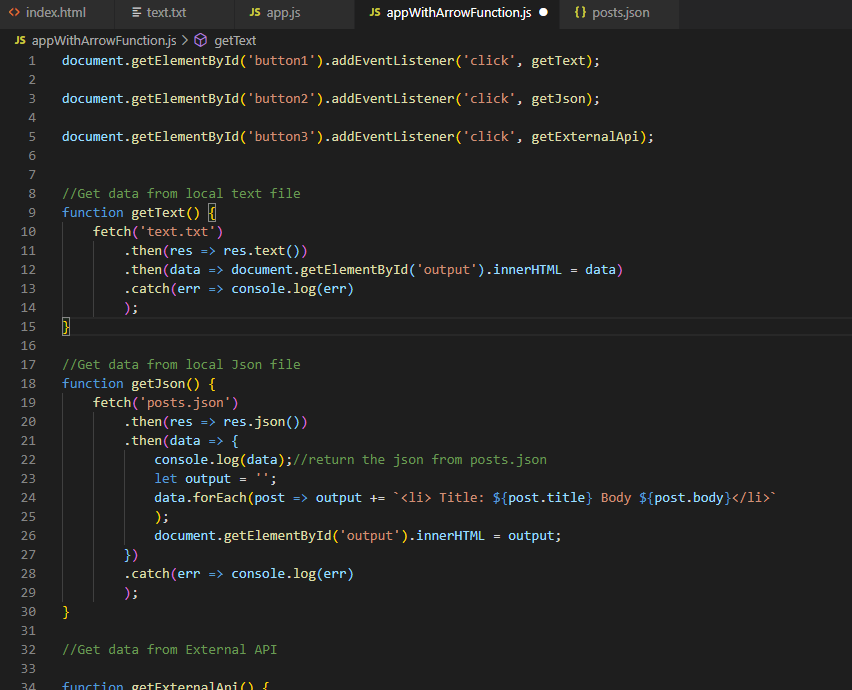 index.html text.txt JS app.js JS appWithArrowFunction.js ● {} posts.json
JS appWithArrowFunction.js > getText
1 document.getElementById('button1').addEventListener('click', getText);
2
3 document.getElementById('button2').addEventListener('click', getJson);
4
5 document.getElementById('button3').addEventListener('click', getExternalApi);
6
7
8 //Get data from local text file
9 function getText() {
10     fetch('text.txt')
11         .then(res => res.text())
12         .then(data => document.getElementById('output').innerHTML = data)
13         .catch(err => console.log(err)
14         );
15 }
16
17 //Get data from local Json file
18 function getJson() {
19     fetch('posts.json')
20         .then(res => res.json())
21         .then(data => {
22             console.log(data);//return the json from posts.json
23             let output = '';
24             data.forEach(post => output += `<li> Title: ${post.title} Body ${post.body}</li>`
25             );
26             document.getElementById('output').innerHTML = output;
27         })
28         .catch(err => console.log(err)
29         );
30 }
31
32 //Get data from External API
33
34 function getExternalApi() {